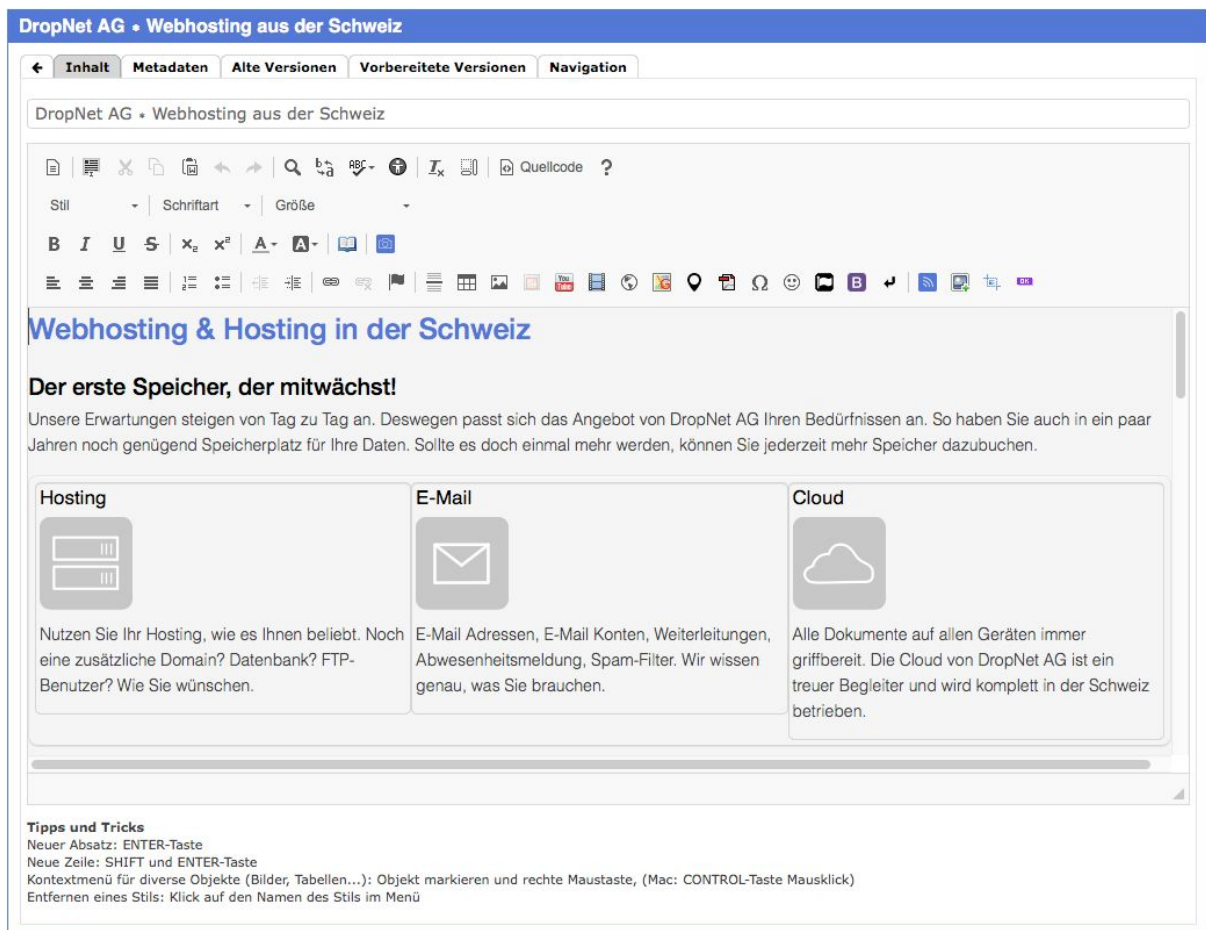 DropNet AG • Webhosting aus der Schweiz
Inhalt Metadaten Alte Versionen Vorbereitete Versionen Navigation
DropNet AG • Webhosting aus der Schweiz
Quellcode ?
Stil Schriftart Größe
B I U S x₂ x² A A
Webhosting & Hosting in der Schweiz
Der erste Speicher, der mitwächst!
Unsere Erwartungen steigen von Tag zu Tag an. Deswegen passt sich das Angebot von DropNet AG Ihren Bedürfnissen an. So haben Sie auch in ein paar
Jahren noch genügend Speicherplatz für Ihre Daten. Sollte es doch einmal mehr werden, können Sie jederzeit mehr Speicher dazubuchen.
Hosting
Nutzen Sie Ihr Hosting, wie es Ihnen beliebt. Noch
eine zusätzliche Domain? Datenbank? FTP-
Benutzer? Wie Sie wünschen.
E-Mail
E-Mail Adressen, E-Mail Konten, Weiterleitungen,
Abwesenheitsmeldung, Spam-Filter. Wir wissen
genau, was Sie brauchen.
Cloud
Alle Dokumente auf allen Geräten immer
griffbereit. Die Cloud von DropNet AG ist ein
treuer Begleiter und wird komplett in der Schweiz
betrieben.
Tipps und Tricks
Neuer Absatz: ENTER-Taste
Neue Zeile: SHIFT und ENTER-Taste
Kontextmenü für diverse Objekte (Bilder, Tabellen...): Objekt markieren und rechte Maustaste, (Mac: CONTROL-Taste Mausklick)
Entfernen eines Stils: Klick auf den Namen des Stils im Menü